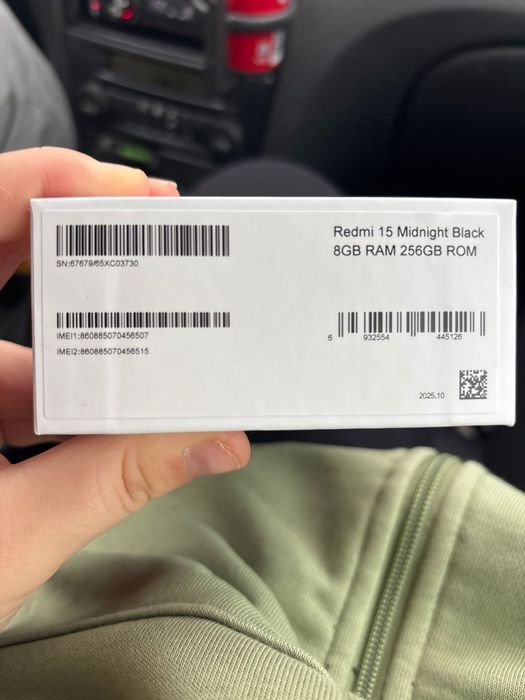 Redmi 15 Midnight Black
8GB RAM 256GB ROM
SN:67679/65XC03730
IMEI1:860885070456507
IMEI2:860885070456515
6 932554 445126
2025.10